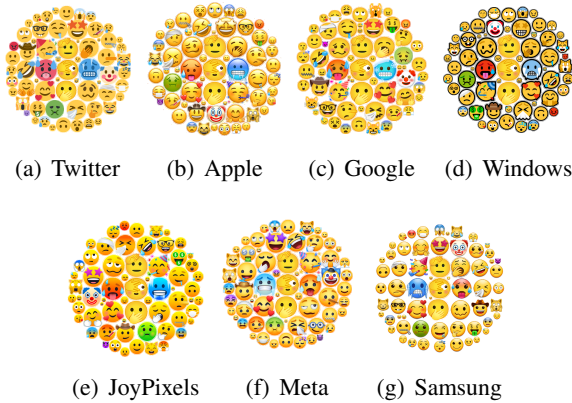 (a) Twitter
(b) Apple
(c) Google
(d) Windows
(e) JoyPixels
(f) Meta
(g) Samsung